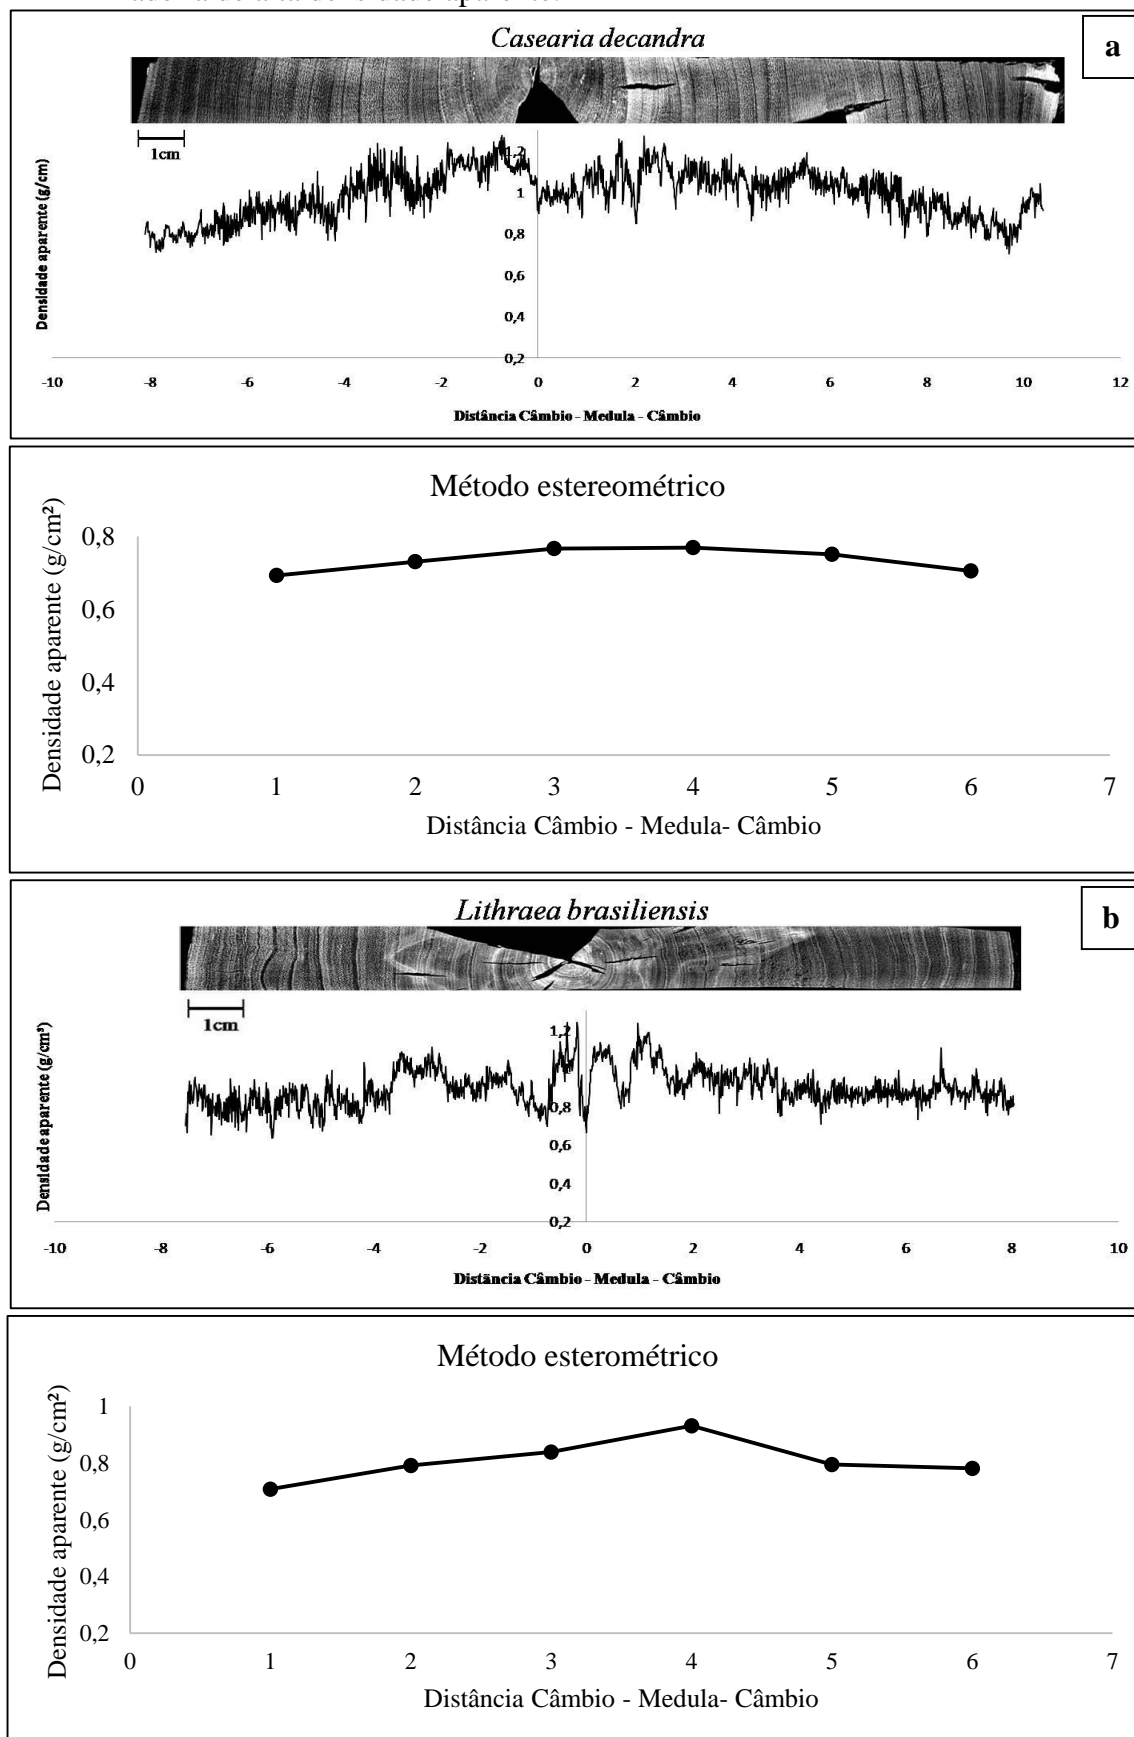 Casearia decandra
a
1cm
Densidade aparente (g/cm)
1,2
1
0,8
0,6
0,4
0,2
-10 -8 -6 -4 -2 0 2 4 6 8 10 12
Distância Câmbio - Medula - Câmbio
Método estereométrico
Densidade aparente (g/cm²)
0,8
0,6
0,4
0,2
0 1 2 3 4 5 6 7
Distância Câmbio - Medula- Câmbio
Lithraea brasiliensis
b
1cm
Densidade aparente (g/cm³)
1,2
0,8
0,6
0,4
0,2
-10 -8 -6 -4 -2 0 2 4 6 8 10
Distância Câmbio - Medula - Câmbio
Método esterométrico
Densidade aparente (g/cm²)
1
0,8
0,6
0,4
0,2
0 1 2 3 4 5 6 7
Distância Câmbio - Medula- Câmbio